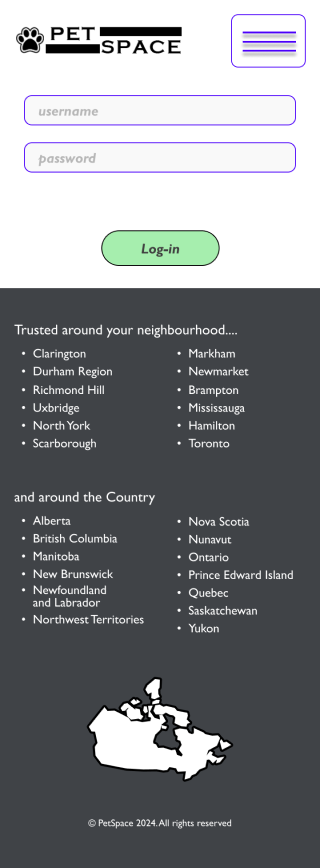 PET
SPACE
username
password
Log-in
Trusted around your neighbourhood....
• Clarington
• Durham Region
• Richmond Hill
• Uxbridge
• North York
• Scarborough
• Markham
• Newmarket
• Brampton
• Mississauga
• Hamilton
• Toronto
and around the Country
• Alberta
• British Columbia
• Manitoba
• New Brunswick
• Newfoundland
and Labrador
• Northwest Territories
• Nova Scotia
• Nunavut
• Ontario
• Prince Edward Island
• Quebec
• Saskatchewan
• Yukon
© PetSpace 2024. All rights reserved